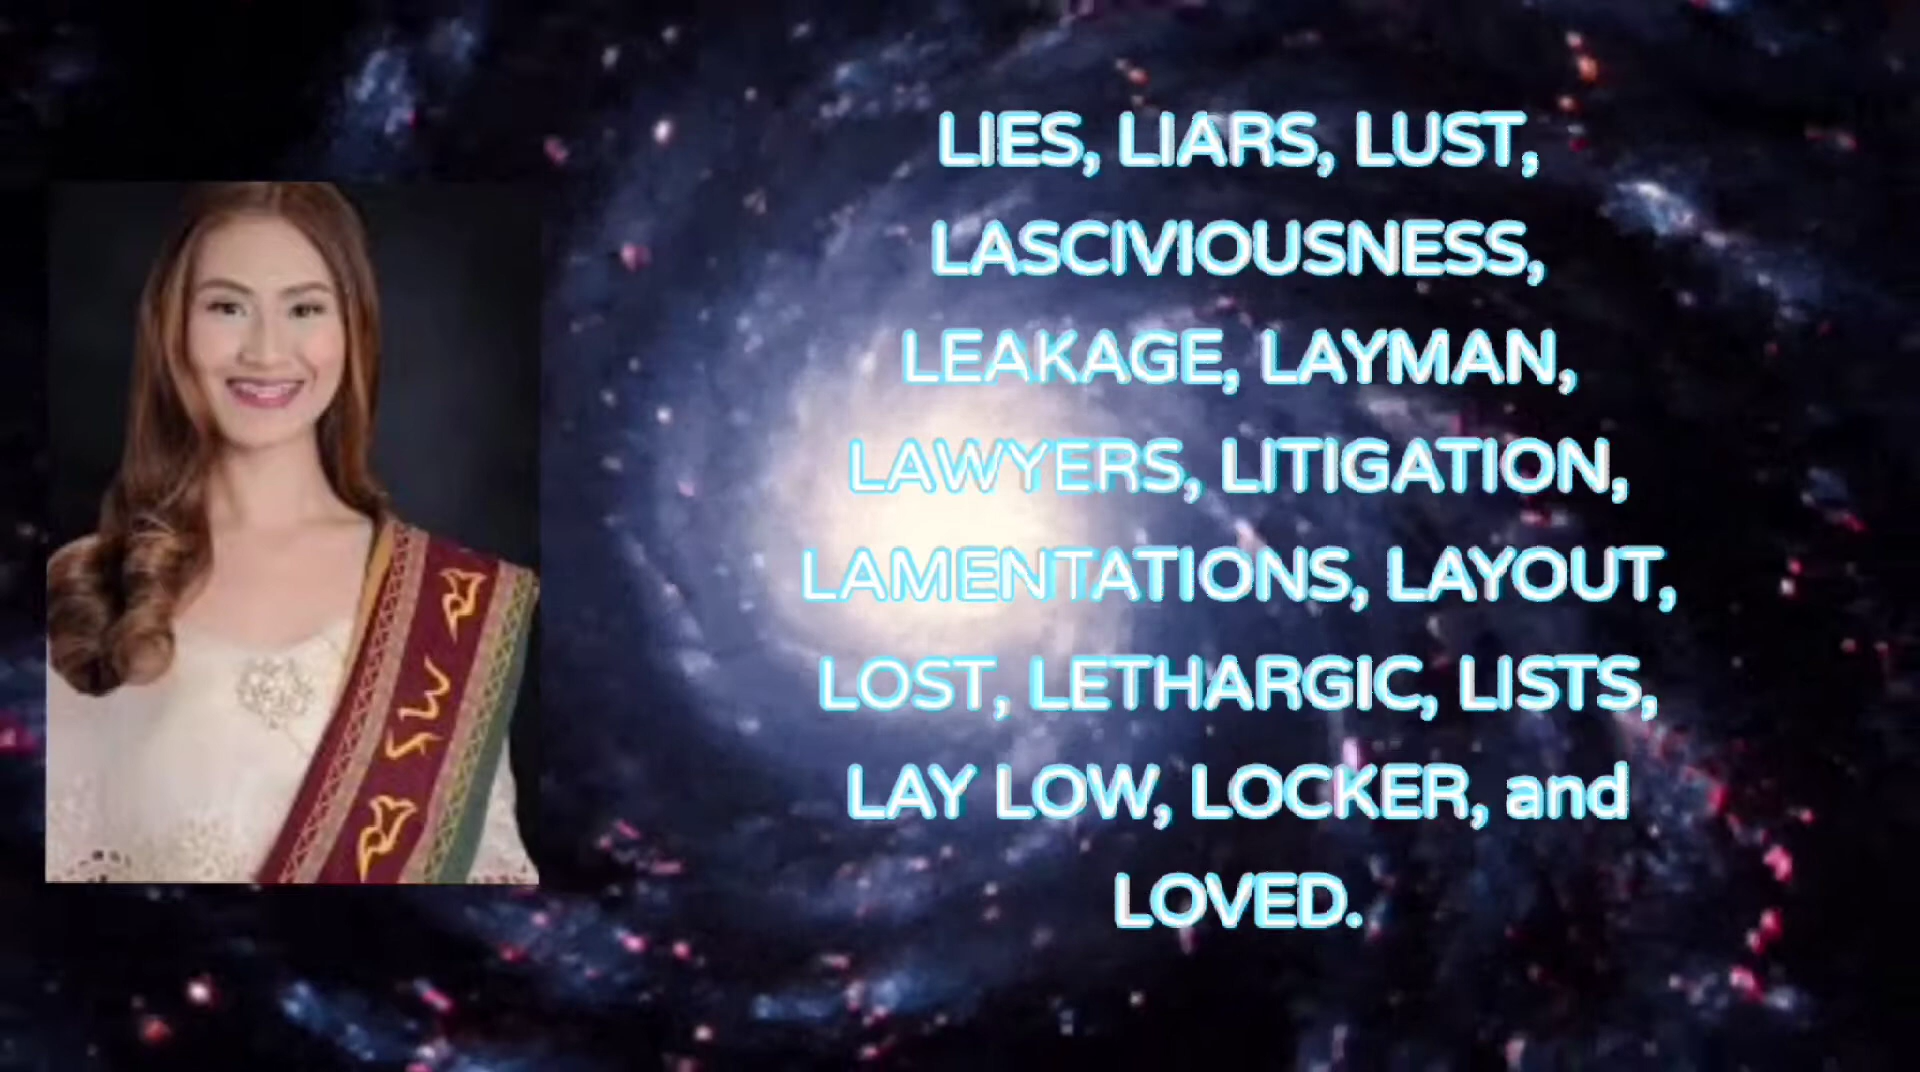 LIES, LIARS, LUST,
LASCIVIOUSNESS,
LEAKAGE, LAYMAN,
LAWYERS, LITIGATION,
LAMENTATIONS, LAYOUT,
LOST, LETHARGIC, LISTS,
LAY LOW, LOCKER, and
LOVED.